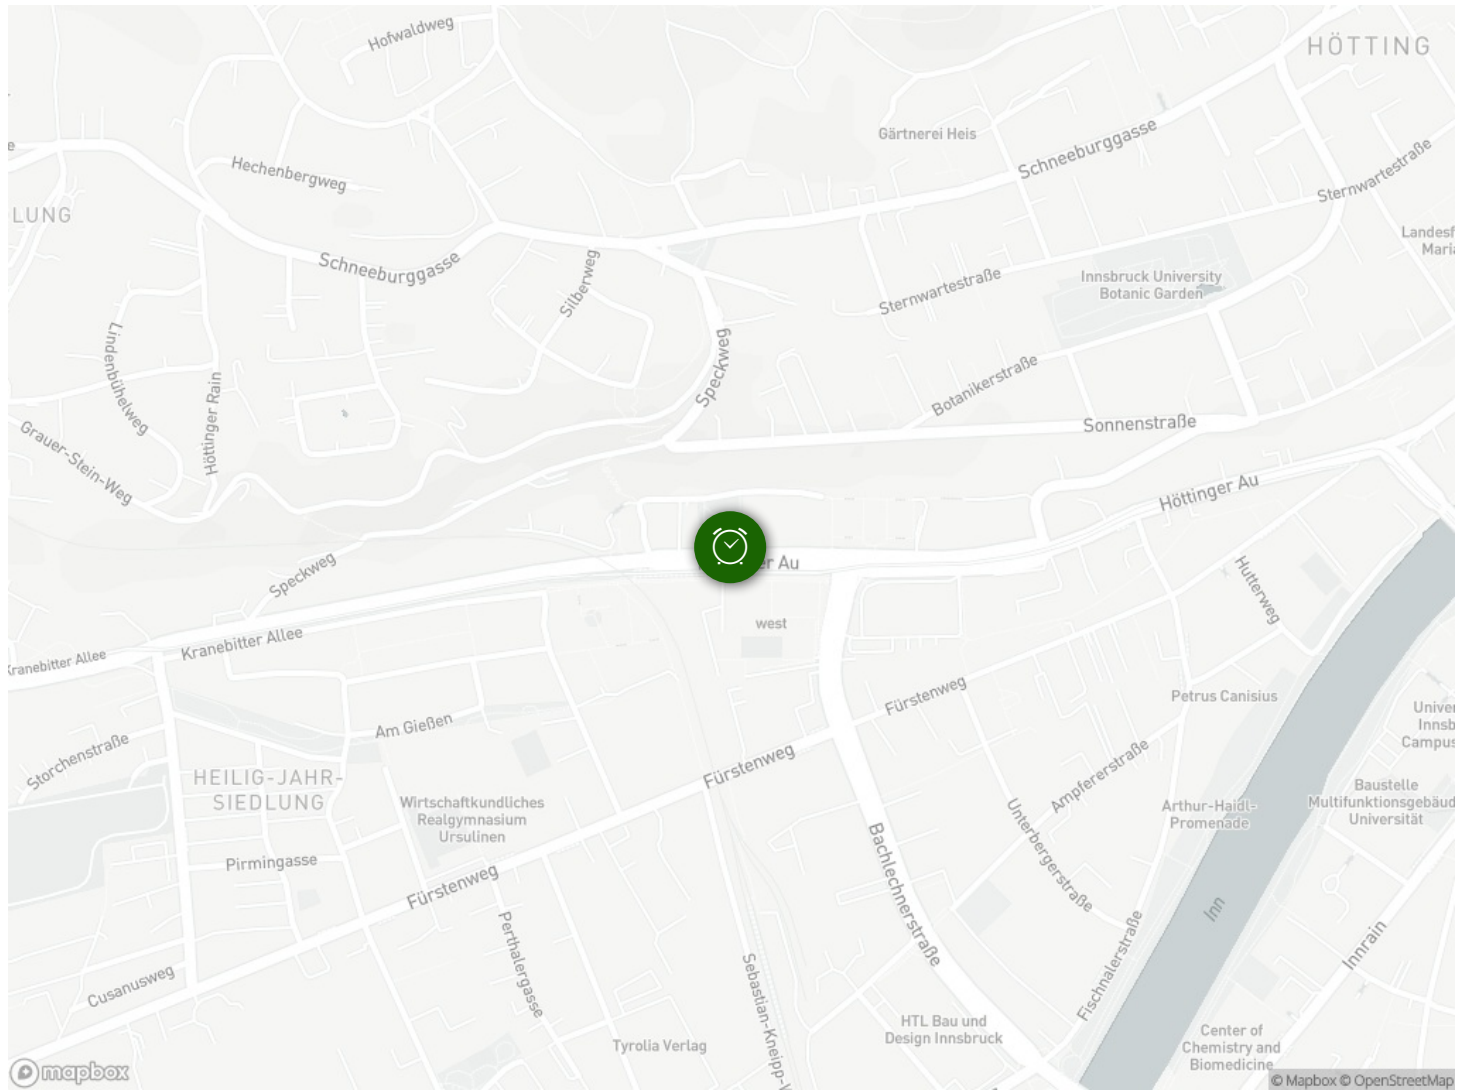 Hofwaldweg
HÖTTING
Gärtnerei Heis
Schneeburggasse
e
Hechenbergweg
Sternwartestraße
LUNG
Landesf
Maria
Schneeburggasse
Silberweg
Sternwartestraße
Innsbruck University
Botanic Garden
Lindenbühelweg
Speckweg
Höttinger Rain
Botanikerstraße
Grauer-Stein-Weg
Sonnenstraße
Höttinger Au
er Au
Speckweg
Hutterweg
west
Kranebitter Allee
Kranebitter Allee
Fürstenweg
Petrus Canisius
Univer
Innsb
Campus
Am Gießen
Storchenstraße
Fürstenweg
Ampfererstraße
HEILIG-JAHR-
SIEDLUNG
Wirtschaftkundliches
Realgymnasium
Ursulinen
Unterbergerstraße
Arthur-Haidl-
Promenade
Baustelle
Multifunktionsgebäud
Universität
Pirmingasse
Bachlechnerstraße
Fürstenweg
Inn
Perthalergasse
Innrain
Cusanusweg
Sebastian-Kneipp-W
Fischnalerstraße
HTL Bau und
Design Innsbruck
Tyrolia Verlag
Center of
Chemistry and
Biomedicine
mapbox
© Mapbox © OpenStreetMap